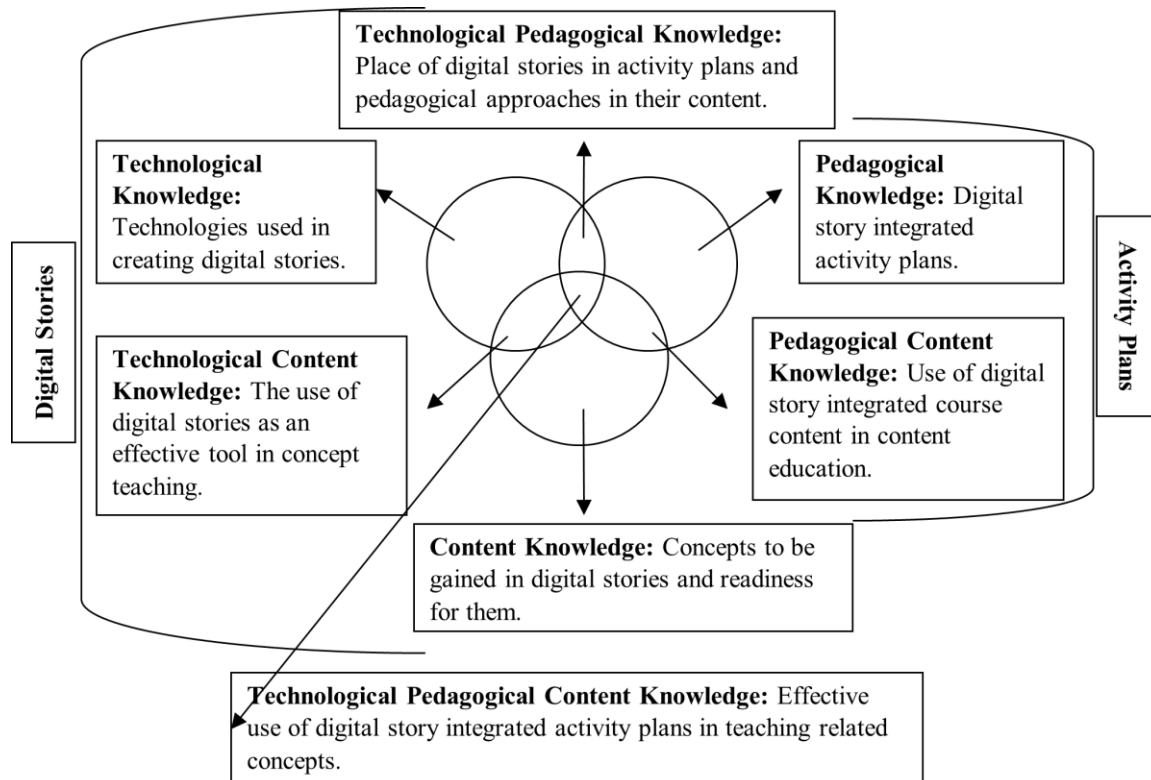 Technological Pedagogical Knowledge:
Place of digital stories in activity plans and
pedagogical approaches in their content.
Technological
Knowledge:
Technologies used in
creating digital stories.
Pedagogical
Knowledge: Digital
story integrated
activity plans.
Digital Stories
Activity Plans
Technological Content
Knowledge: The use of
digital stories as an
effective tool in concept
teaching.
Pedagogical Content
Knowledge: Use of digital
story integrated course
content in content
education.
Content Knowledge: Concepts to be
gained in digital stories and readiness
for them.
Technological Pedagogical Content Knowledge: Effective
use of digital story integrated activity plans in teaching related
concepts.